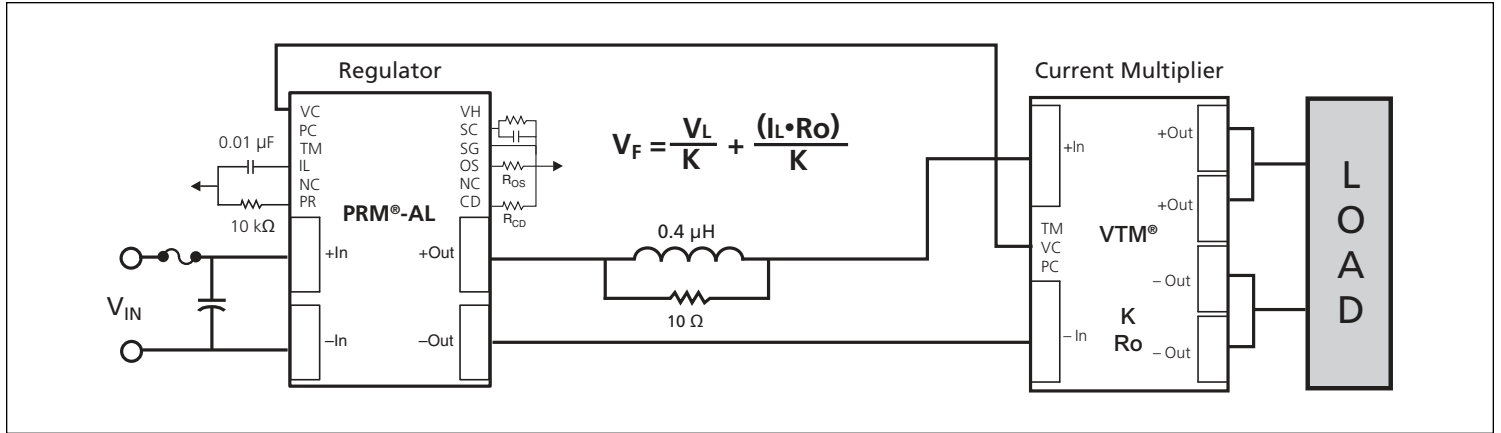 Regulator
Current Multiplier
VC
PC
TM
IL
NC
PR
VH
SC
SG
OS
NC
CD
0.01 µF
10 kΩ
ROS
RCD
PRM®-AL
VF = VL/K + (IL•Ro)/K
+In
–In
+Out
–Out
VIN
0.4 µH
10 Ω
+In
TM
VC
PC
– In
VTM®
K
Ro
+Out
+Out
– Out
– Out
LOAD